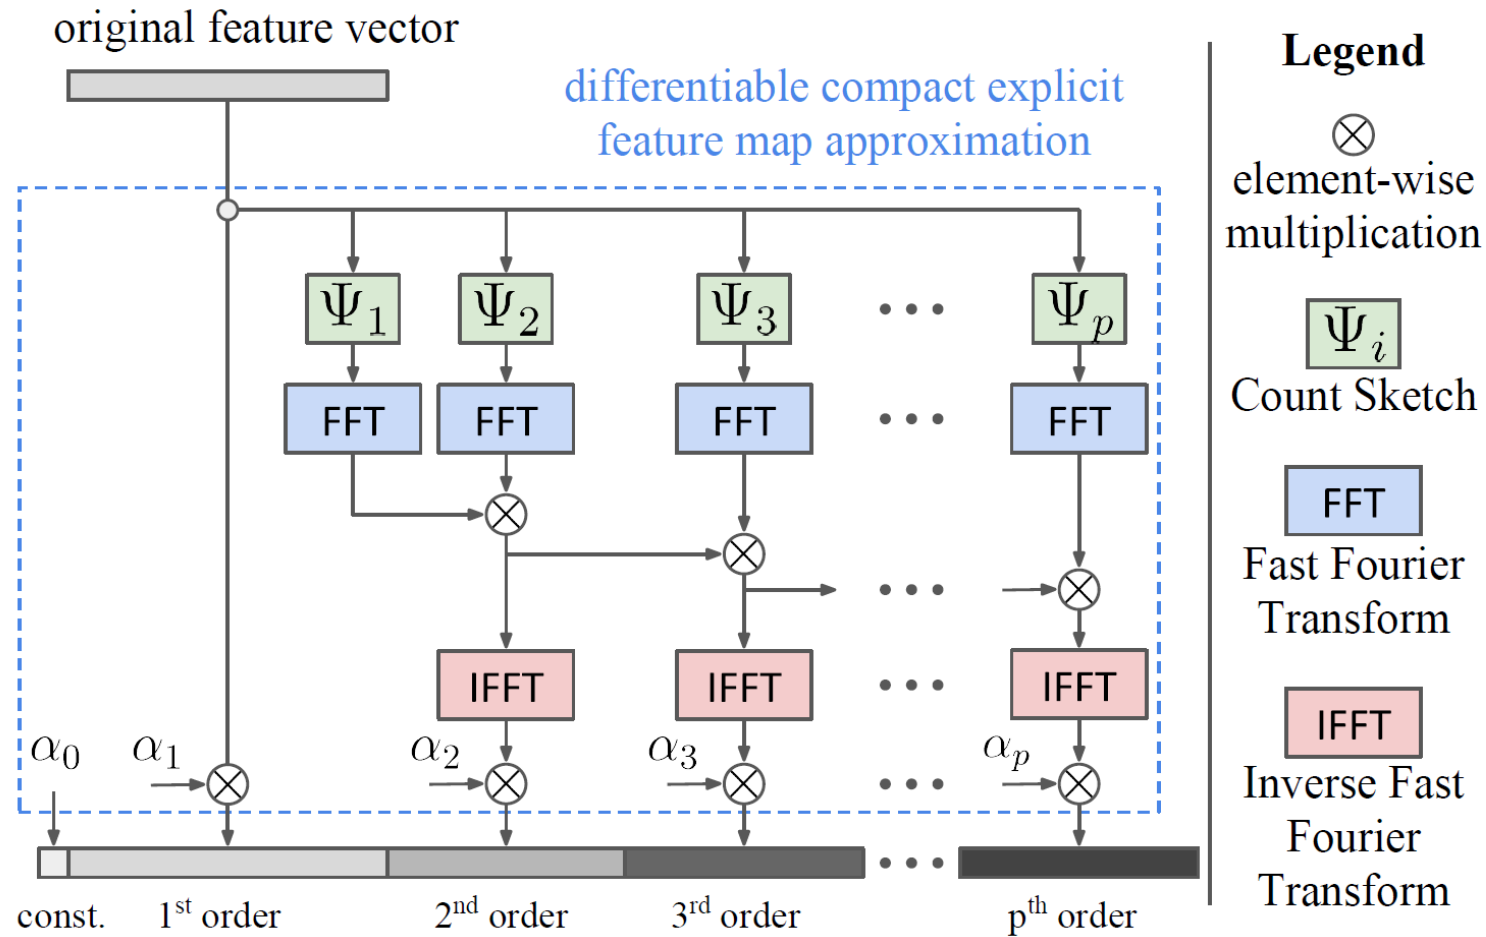 original feature vector
differentiable compact explicit
feature map approximation
Ψ₁ Ψ₂ Ψ₃ ••• Ψₚ
FFT FFT FFT ••• FFT
•••
IFFT IFFT ••• IFFT
α₀ α₁ α₂ α₃ αₚ
•••
•••
const. 1st order 2nd order 3rd order pth order
Legend
element-wise
multiplication
Ψᵢ
Count Sketch
FFT
Fast Fourier
Transform
IFFT
Inverse Fast
Fourier
Transform